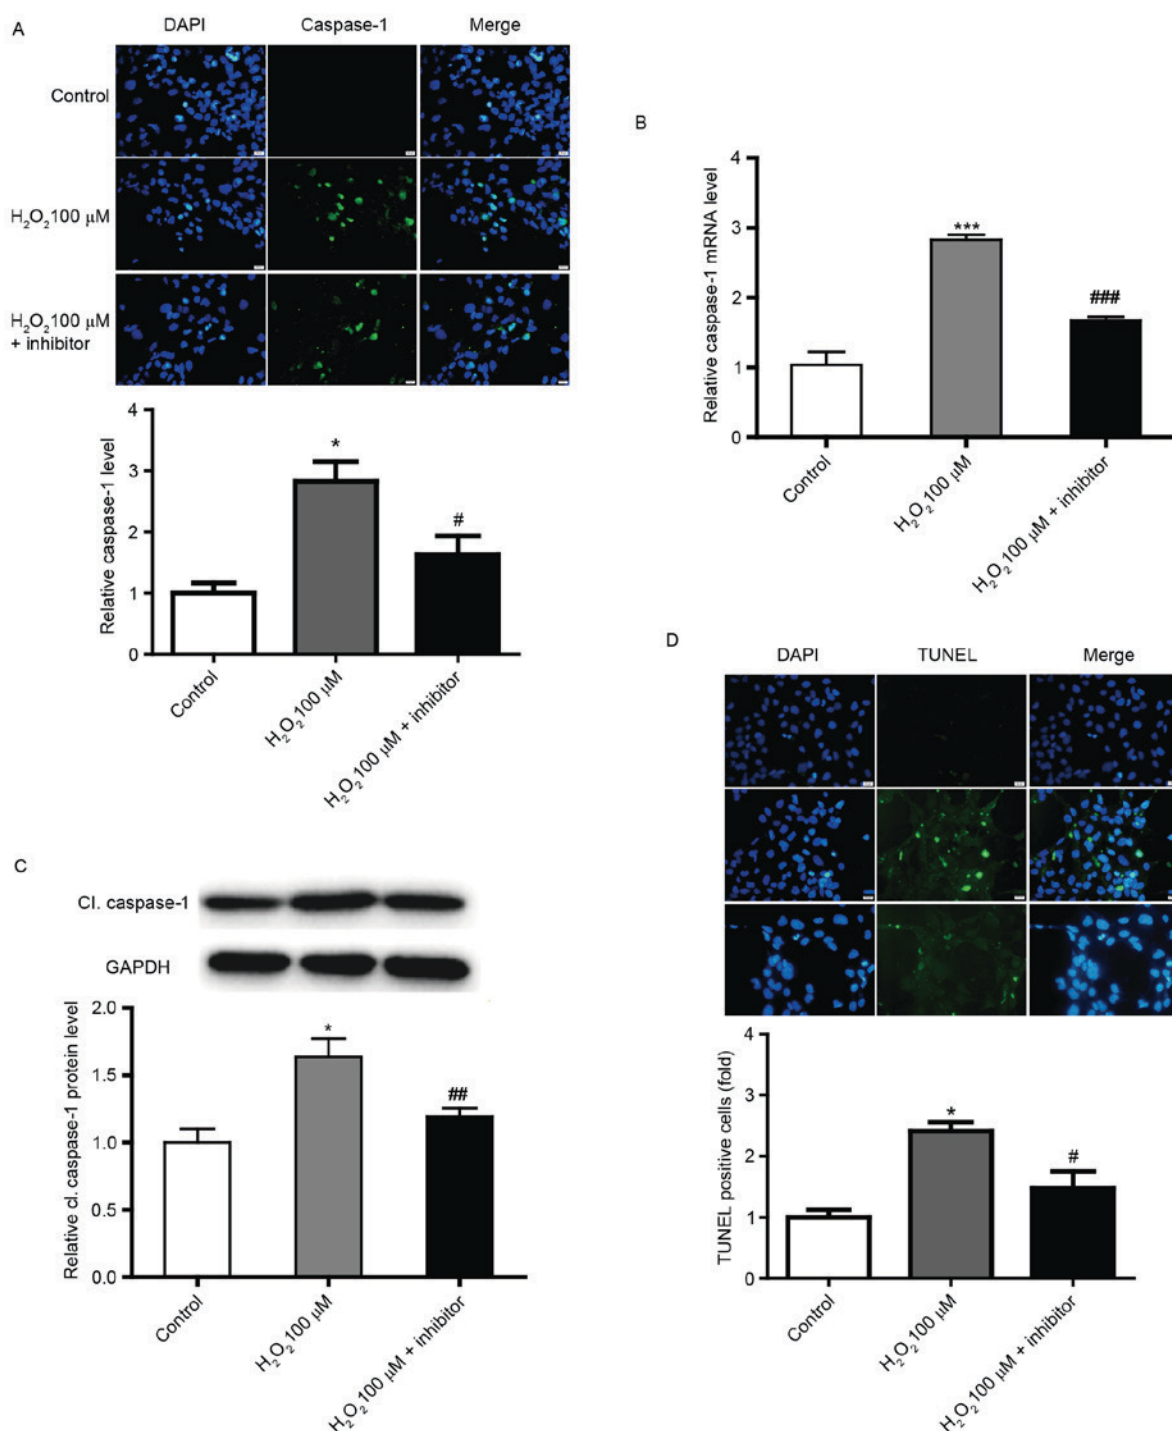 A
DAPI Caspase-1 Merge
Control
H₂O₂ 100 μM
H₂O₂ 100 μM
+ inhibitor
Relative caspase-1 level
4
3
2
1
0
*
#
Control
H₂O₂ 100 μM
H₂O₂ 100 μM + inhibitor
B
Relative caspase-1 mRNA level
4
3
2
1
0
***
###
Control
H₂O₂ 100 μM
H₂O₂ 100 μM + inhibitor
C
Cl. caspase-1
GAPDH
Relative cl. caspase-1 protein level
2.0
1.5
1.0
0.5
0.0
*
##
Control
H₂O₂ 100 μM
H₂O₂ 100 μM + inhibitor
D
DAPI TUNEL Merge
TUNEL positive cells (fold)
4
3
2
1
0
*
#
Control
H₂O₂ 100 μM
H₂O₂ 100 μM + inhibitor